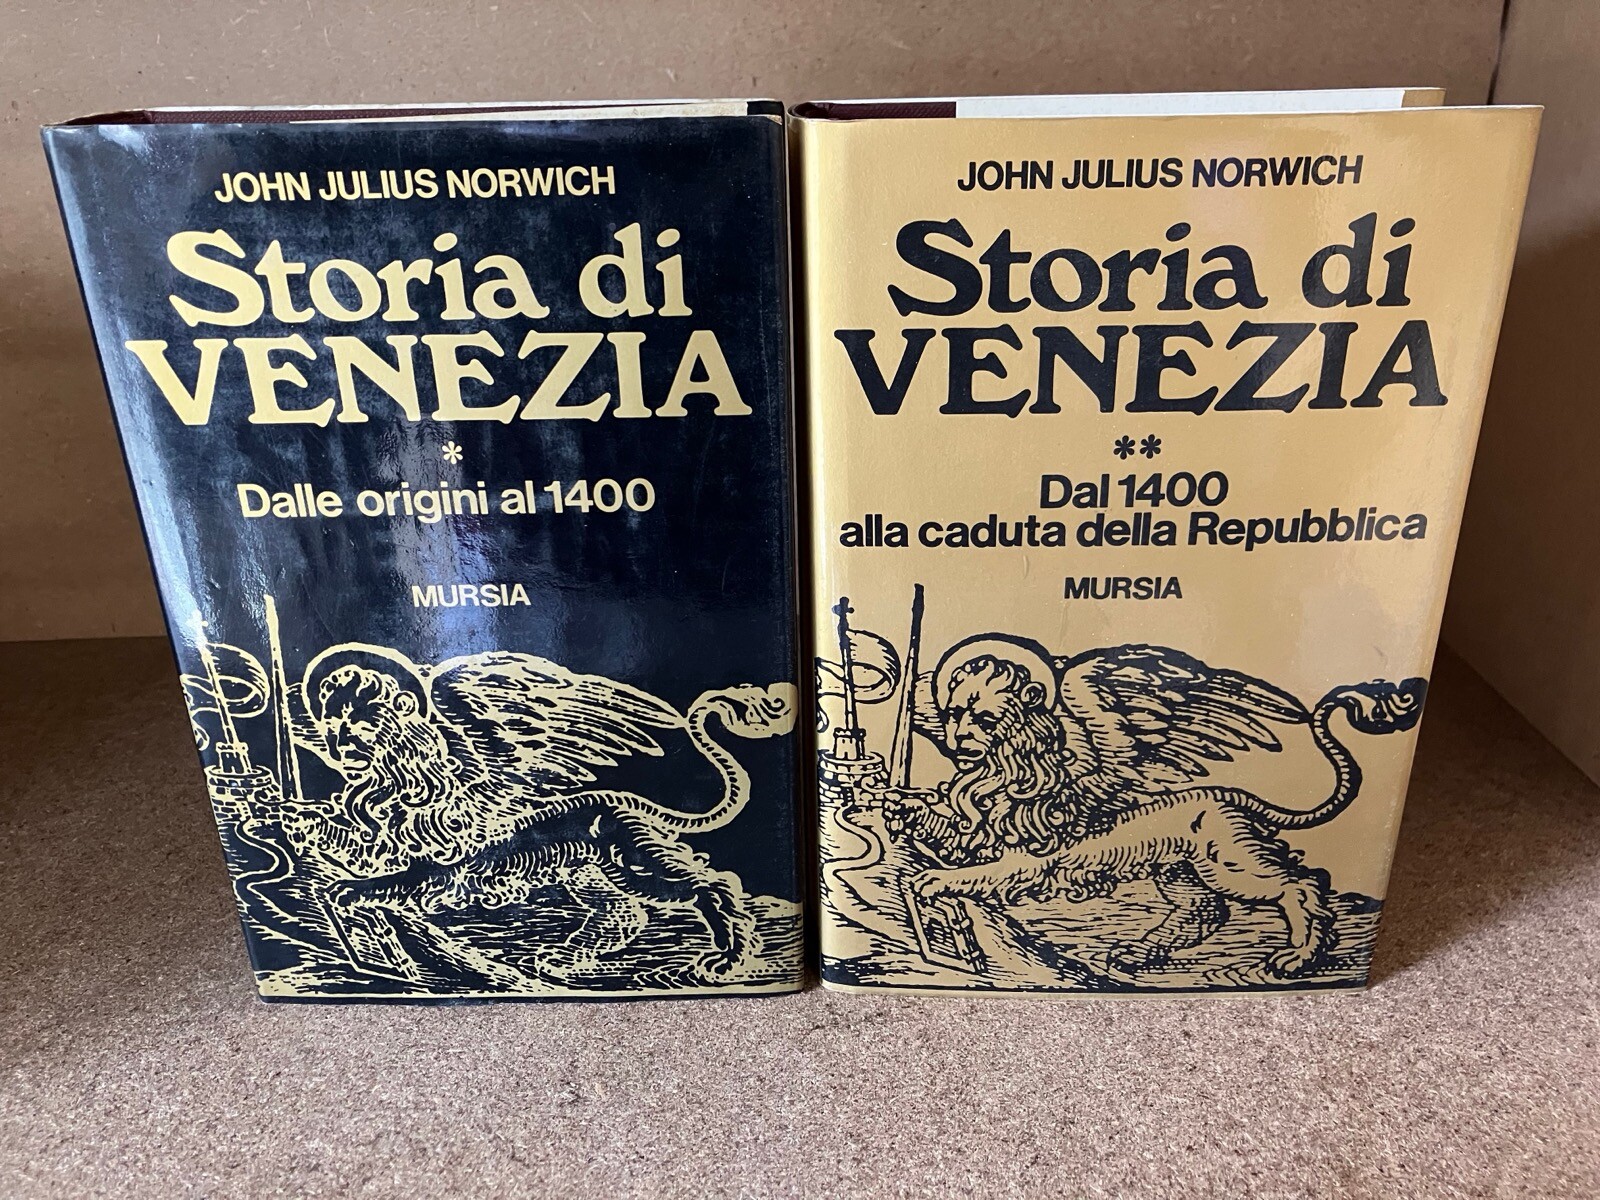 JOHN JULIUS NORWICH
Storia di
VENEZIA
*
Dalle origini al 1400
MURSIA
JOHN JULIUS NORWICH
Storia di
VENEZIA
**
Dal 1400
alla caduta della Repubblica
MURSIA